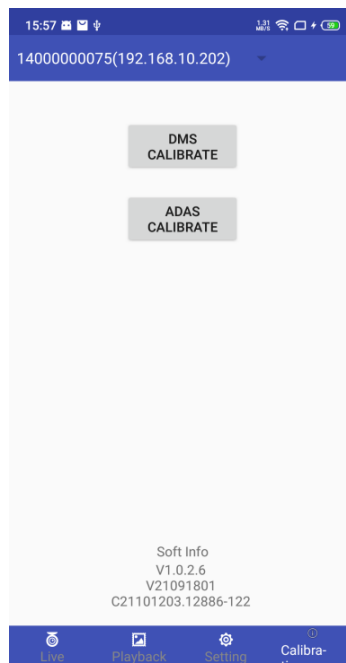 15:57
1.31
MB/S
59
14000000075(192.168.10.202)
DMS
CALIBRATE
ADAS
CALIBRATE
Soft Info
V1.0.2.6
V21091801
C21101203.12886-122
Live
Playback
Setting
Calibra-